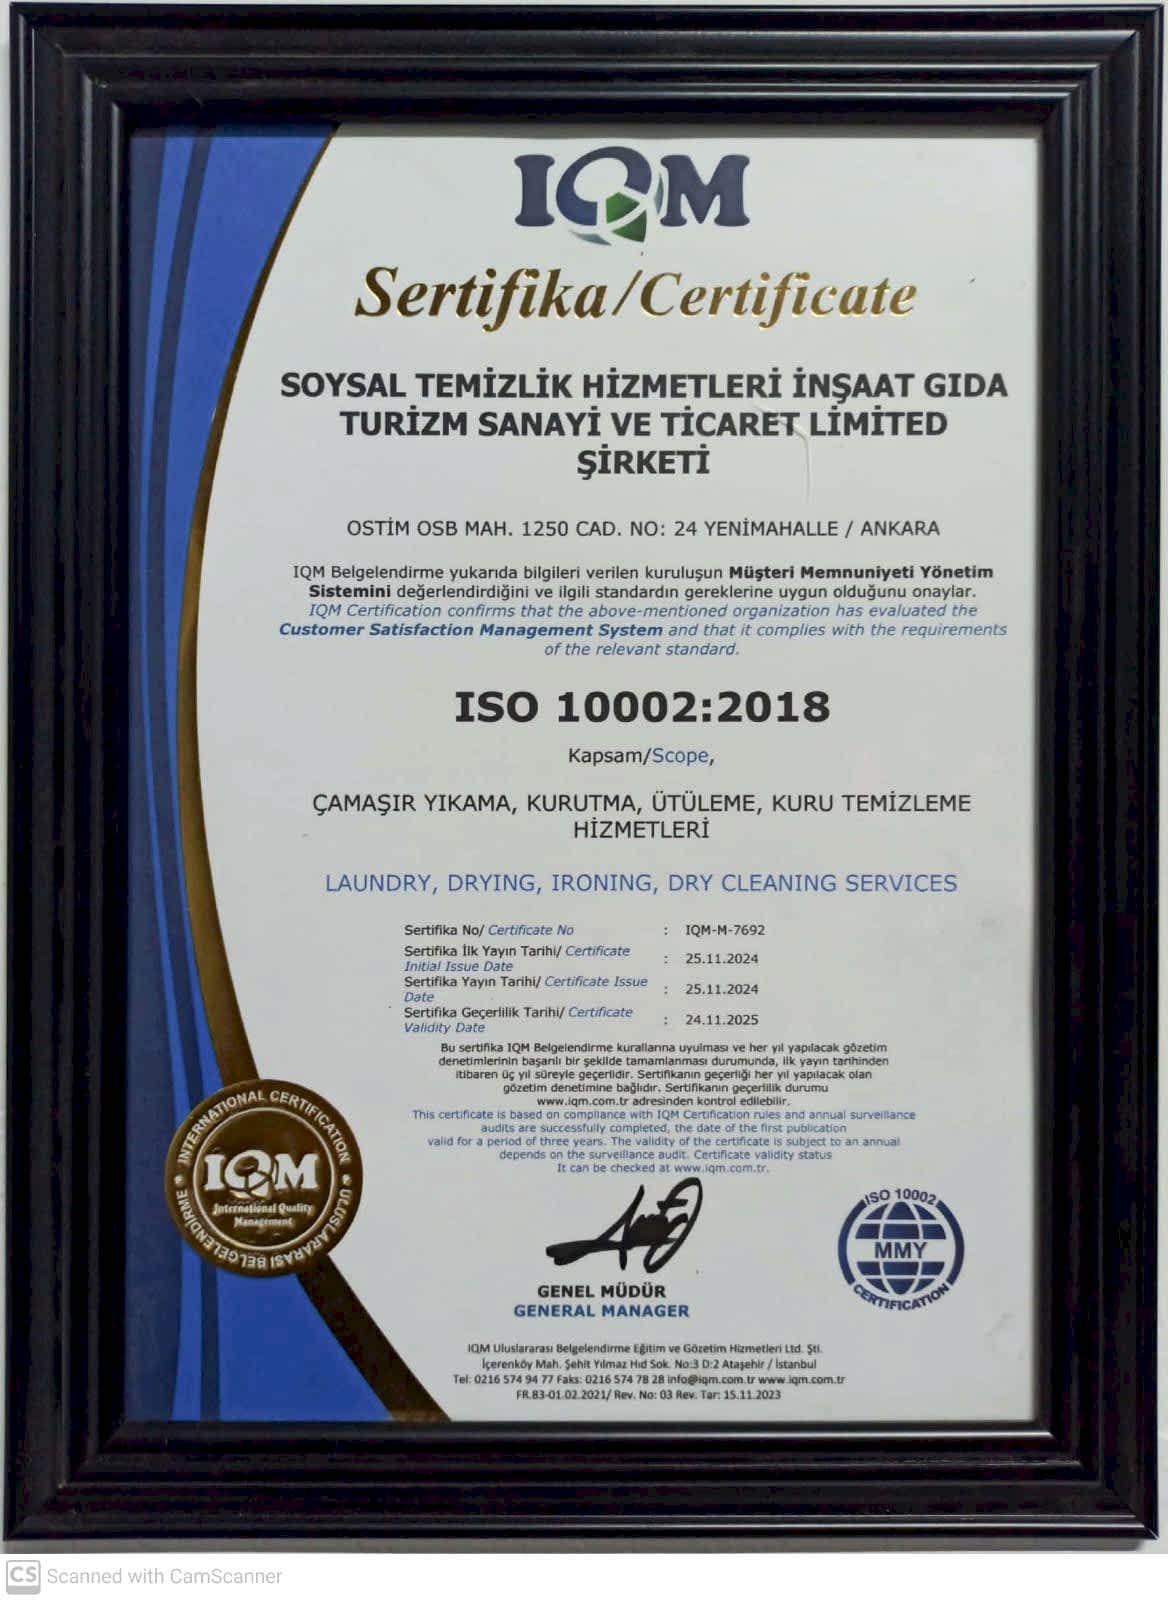 IQM
Sertifika/Certificate
SOYSAL TEMİZLİK HİZMETLERİ İNŞAAT GIDA
TURİZM SANAYİ VE TİCARET LİMİTED
ŞİRKETİ
OSTİM OSB MAH. 1250 CAD. NO: 24 YENİMAHALLE / ANKARA
IQM Belgelendirme yukarıda bilgileri verilen kuruluşun Müşteri Memnuniyeti Yönetim
Sistemini değerlendirdiğini ve ilgili standardın gereklerine uygun olduğunu onaylar.
IQM Certification confirms that the above-mentioned organization has evaluated the
Customer Satisfaction Management System and that it complies with the requirements
of the relevant standard.
ISO 10002:2018
Kapsam/Scope,
ÇAMAŞIR YIKAMA, KURUTMA, ÜTÜLEME, KURU TEMİZLEME
HİZMETLERİ
LAUNDRY, DRYING, IRONING, DRY CLEANING SERVICES
Sertifika No/ Certificate No : IQM-M-7692
Sertifika İlk Yayın Tarihi/ Certificate
Initial Issue Date : 25.11.2024
Sertifika Yayın Tarihi/ Certificate Issue
Date : 25.11.2024
Sertifika Geçerlilik Tarihi/ Certificate
Validity Date : 24.11.2025
Bu sertifika IQM Belgelendirme kurallarına uyulması ve her yıl yapılacak gözetim
denetimlerinin başarılı bir şekilde tamamlanması durumunda, ilk yayın tarihinden
itibaren üç yıl süreyle geçerlidir. Sertifikanın geçerliği her yıl yapılacak olan
gözetim denetimine bağlıdır. Sertifikanın geçerlilik durumu
www.iqm.com.tr adresinden kontrol edilebilir.
This certificate is based on compliance with IQM Certification rules and annual surveillance
audits are successfully completed, the date of the first publication
valid for a period of three years. The validity of the certificate is subject to an annual
depends on the surveillance audit. Certificate validity status
It can be checked at www.iqm.com.tr.
INTERNATIONAL CERTIFICATION
IQM
International Quality
Management
ULUSLARARASI BELGELENDİRME
GENEL MÜDÜR
GENERAL MANAGER
ISO 10002
MMY
CERTIFICATION
IQM Uluslararası Belgelendirme Eğitim ve Gözetim Hizmetleri Ltd. Şti.
İçerenköy Mah. Şehit Yılmaz Hıd Sok. No:3 D:2 Ataşehir / İstanbul
Tel: 0216 574 94 77 Faks: 0216 574 78 28 info@iqm.com.tr www.iqm.com.tr
FR.83-01.02.2021/ Rev. No: 03 Rev. Tar: 15.11.2023
CS Scanned with CamScanner